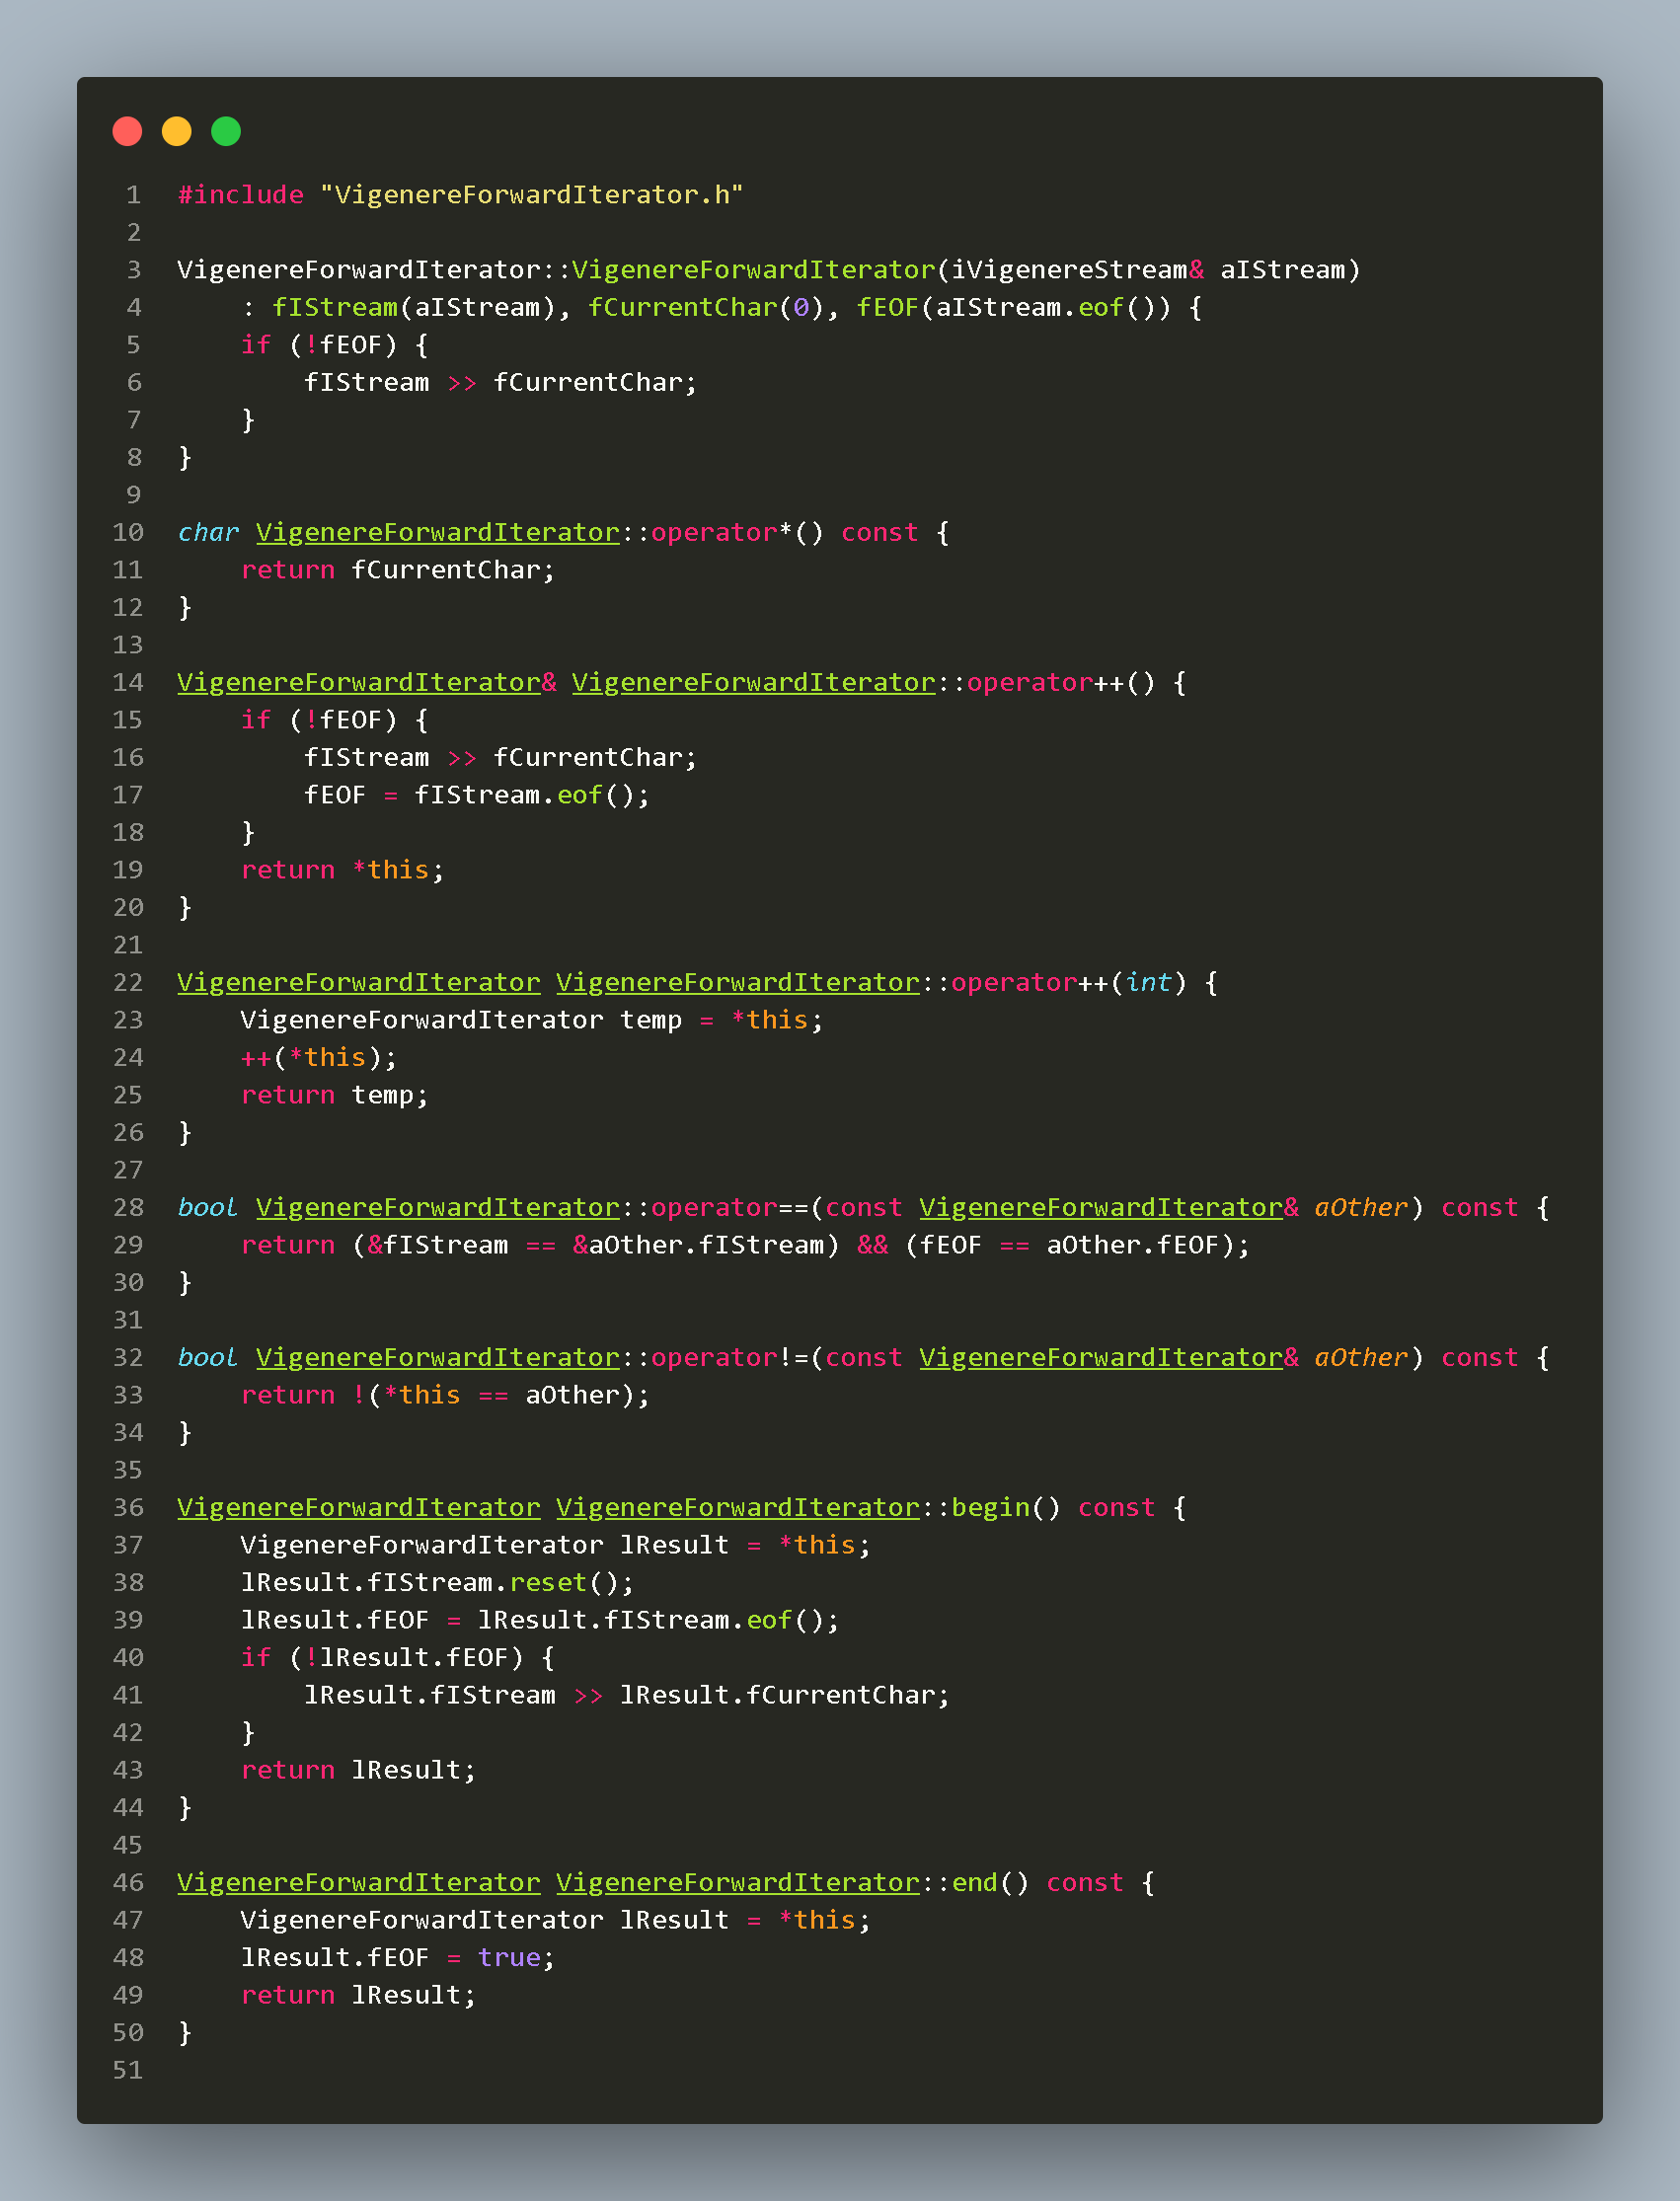 1 #include "VigenereForwardIterator.h"
2
3 VigenereForwardIterator::VigenereForwardIterator(iVigenereStream& aIStream)
4     : fIStream(aIStream), fCurrentChar(0), fEOF(aIStream.eof()) {
5     if (!fEOF) {
6         fIStream >> fCurrentChar;
7     }
8 }
9
10 char VigenereForwardIterator::operator*() const {
11     return fCurrentChar;
12 }
13
14 VigenereForwardIterator& VigenereForwardIterator::operator++() {
15     if (!fEOF) {
16         fIStream >> fCurrentChar;
17         fEOF = fIStream.eof();
18     }
19     return *this;
20 }
21
22 VigenereForwardIterator VigenereForwardIterator::operator++(int) {
23     VigenereForwardIterator temp = *this;
24     ++(*this);
25     return temp;
26 }
27
28 bool VigenereForwardIterator::operator==(const VigenereForwardIterator& aOther) const {
29     return (&fIStream == &aOther.fIStream) && (fEOF == aOther.fEOF);
30 }
31
32 bool VigenereForwardIterator::operator!=(const VigenereForwardIterator& aOther) const {
33     return !(*this == aOther);
34 }
35
36 VigenereForwardIterator VigenereForwardIterator::begin() const {
37     VigenereForwardIterator lResult = *this;
38     lResult.fIStream.reset();
39     lResult.fEOF = lResult.fIStream.eof();
40     if (!lResult.fEOF) {
41         lResult.fIStream >> lResult.fCurrentChar;
42     }
43     return lResult;
44 }
45
46 VigenereForwardIterator VigenereForwardIterator::end() const {
47     VigenereForwardIterator lResult = *this;
48     lResult.fEOF = true;
49     return lResult;
50 }
51